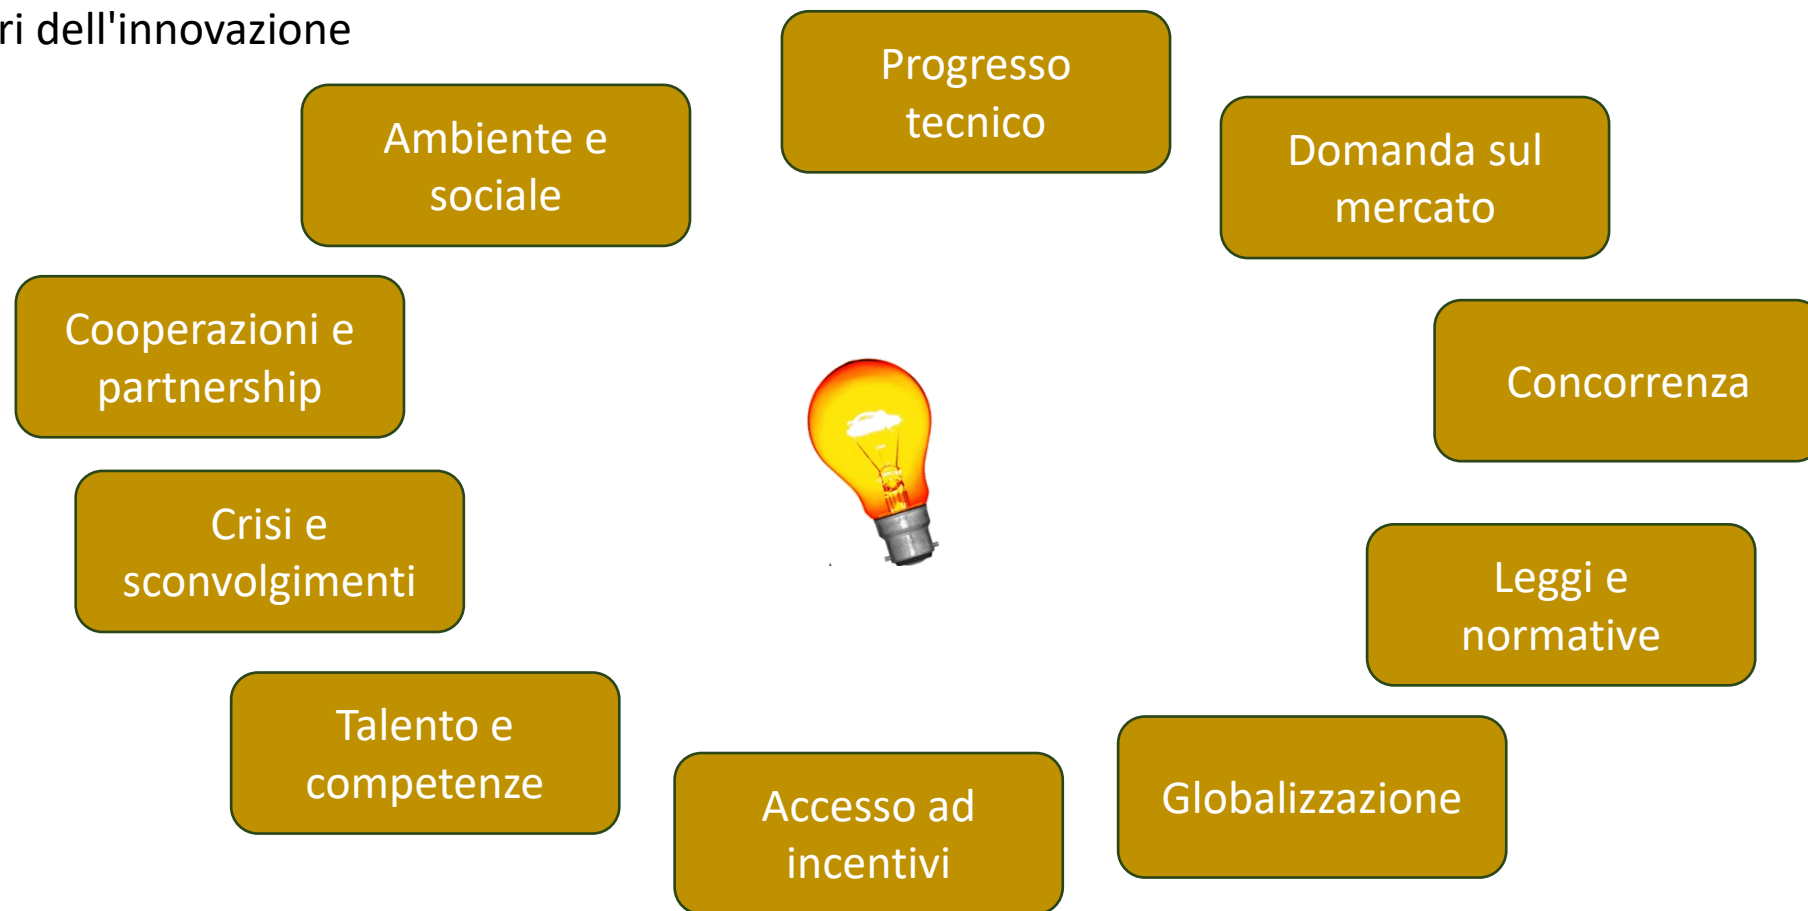 ri dell'innovazione
Progresso
tecnico
Ambiente e
sociale
Domanda sul
mercato
Cooperazioni e
partnership
Concorrenza
Crisi e
sconvolgimenti
Leggi e
normative
Talento e
competenze
Globalizzazione
Accesso ad
incentivi